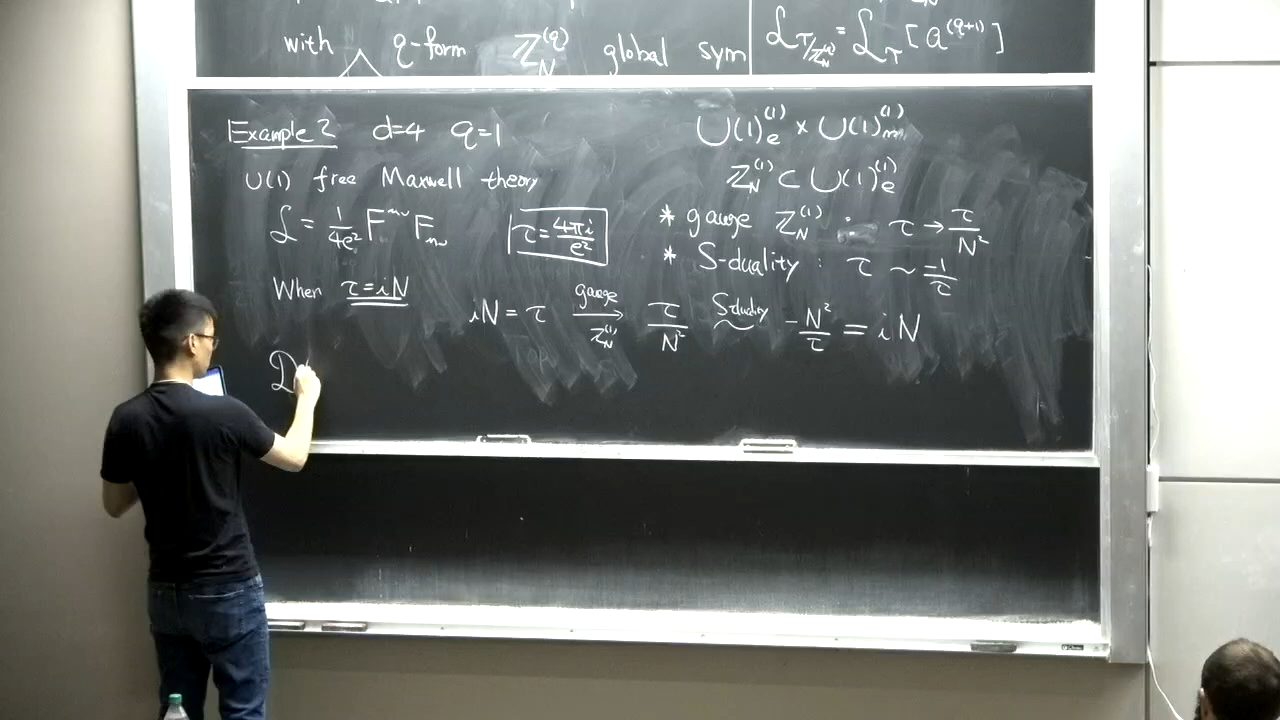 with q-form ℤ_N^(q) global sym
ℒ_{T/ℤ_N^(q)} = ℒ_T [a^(q+1)]
Example 2 d=4 q=1
U(1) free Maxwell theory
ℒ = 1/4e² F^{μν} F_{μν}
τ = 4πi/e²
When τ=iN
U(1)_e^(1) × U(1)_m^(1)
ℤ_N^(1) ⊂ U(1)_e^(1)
* gauge ℤ_N^(1) : τ → τ/N²
* S-duality : τ ~ -1/τ
iN = τ →(gauge ℤ_N^(1)) τ/N² ~(S-duality) -N²/τ = iN
D